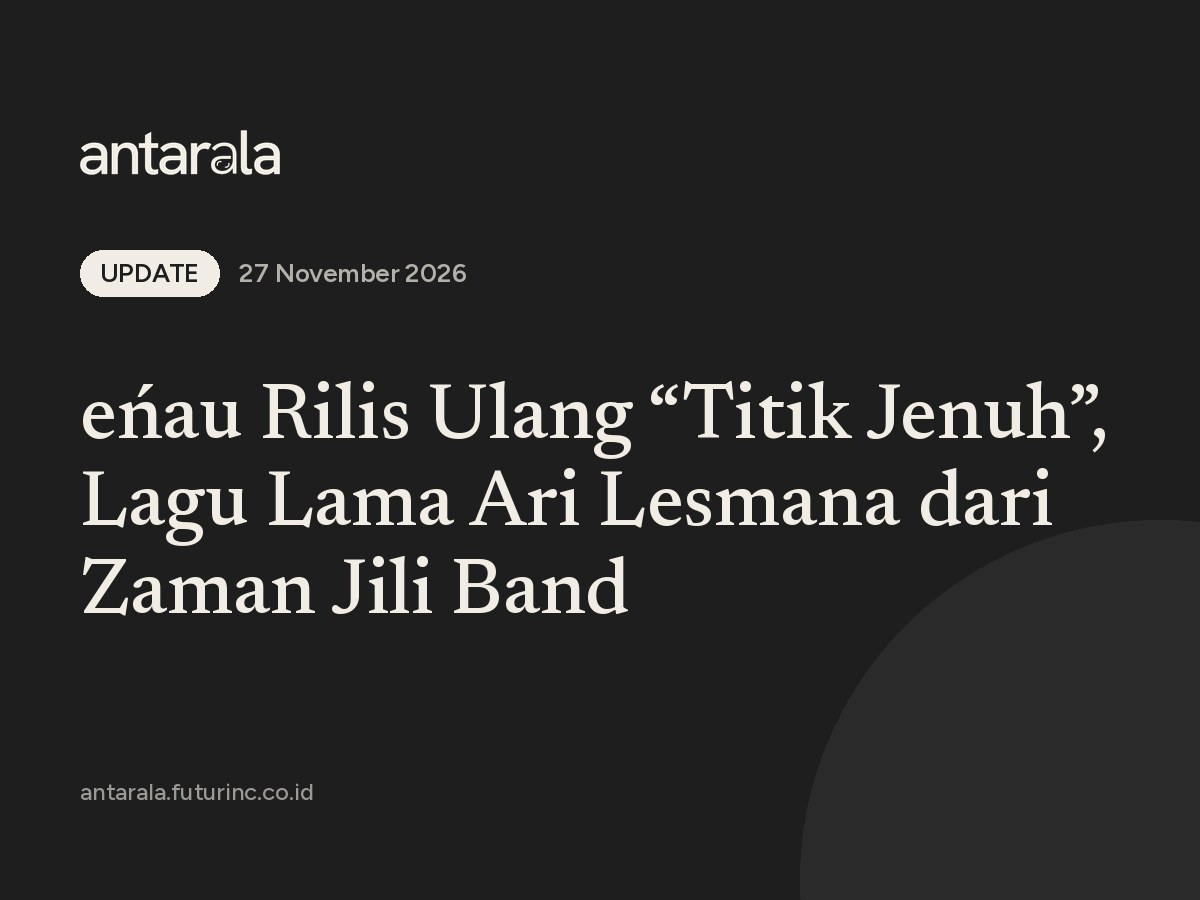 antarala
UPDATE 27 November 2026
eńau Rilis Ulang “Titik Jenuh”,
Lagu Lama Ari Lesmana dari
Zaman Jili Band
antarala.futurinc.co.id